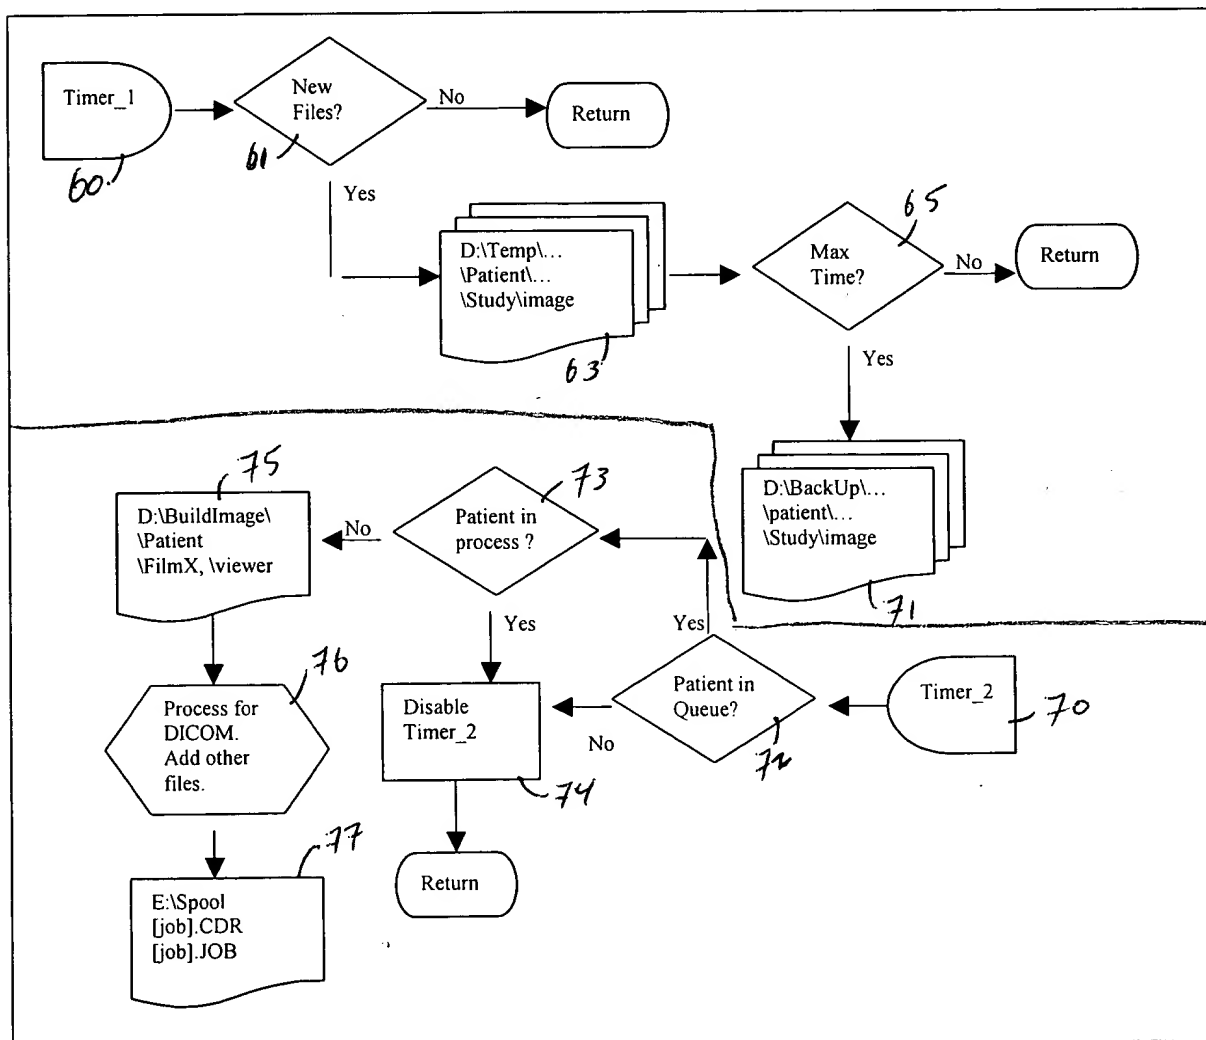 Timer_1
60
New
Files?
61
No
Return
Yes
D:\Temp\...
\Patient\...
\Study\image
63
Max
Time?
65
No
Return
Yes
D:\BackUp\...
\patient\...
\Study\image
71
75
D:\BuildImage\
\Patient
\FilmX, \viewer
No
Patient in
process ?
73
Yes
Yes
Patient in
Queue?
72
Timer_2
70
No
Disable
Timer_2
74
Return
76
Process for
DICOM.
Add other
files.
77
E:\Spool
[job].CDR
[job].JOB